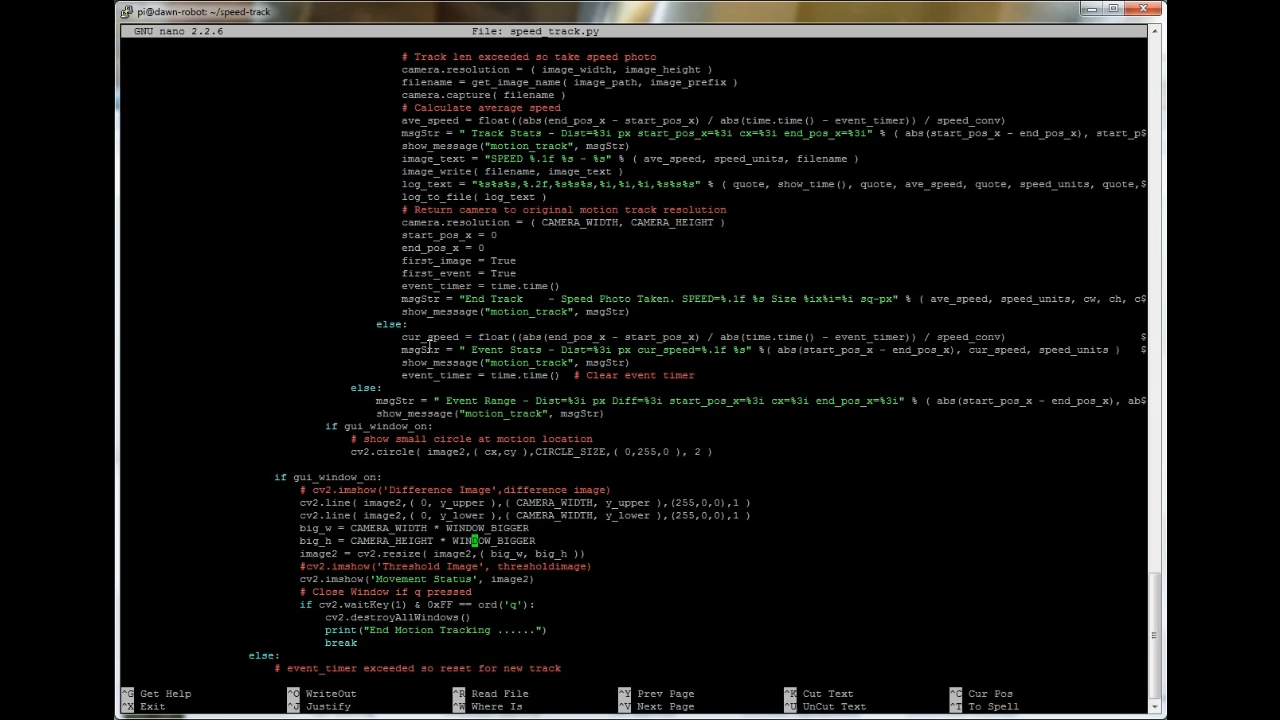 pi@dawn-robot: ~/speed-track
GNU nano 2.2.6 File: speed_track.py
# Track len exceeded so take speed photo
camera.resolution = ( image_width, image_height )
filename = get_image_name( image_path, image_prefix )
camera.capture( filename )
# Calculate average speed
ave_speed = float((abs(end_pos_x - start_pos_x) / abs(time.time() - event_timer)) / speed_conv)
msgStr = " Track Stats - Dist=%3i px start_pos_x=%3i cx=%3i end_pos_x=%3i" % ( abs(start_pos_x - end_pos_x), start_p$
show_message("motion_track", msgStr)
image_text = "SPEED %.1f %s - %s" % ( ave_speed, speed_units, filename )
image_write( filename, image_text )
log_text = "%s%s%s,%.2f,%s%s%s,%i,%i,%i,%s%s%s" % ( quote, show_time(), quote, ave_speed, quote, speed_units, quote,$
log_to_file( log_text )
# Return camera to original motion track resolution
camera.resolution = ( CAMERA_WIDTH, CAMERA_HEIGHT )
start_pos_x = 0
end_pos_x = 0
first_image = True
first_event = True
event_timer = time.time()
msgStr = "End Track    - Speed Photo Taken. SPEED=%.1f %s Size %ix%i=%i sq-px" % ( ave_speed, speed_units, cw, ch, c$
show_message("motion_track", msgStr)
else:
cur_speed = float((abs(end_pos_x - start_pos_x) / abs(time.time() - event_timer)) / speed_conv) $
msgStr = " Event Stats - Dist=%3i px cur_speed=%.1f %s" %( abs(start_pos_x - end_pos_x), cur_speed, speed_units ) $
show_message("motion_track", msgStr)
event_timer = time.time()  # Clear event timer
else:
msgStr = " Event Range - Dist=%3i px Diff=%3i start_pos_x=%3i cx=%3i end_pos_x=%3i" % ( abs(start_pos_x - end_pos_x), ab$
show_message("motion_track", msgStr)
if gui_window_on:
# show small circle at motion location
cv2.circle( image2,( cx,cy ),CIRCLE_SIZE,( 0,255,0 ), 2 )
if gui_window_on:
# cv2.imshow('Difference Image',difference image)
cv2.line( image2,( 0, y_upper ),( CAMERA_WIDTH, y_upper ),(255,0,0),1 )
cv2.line( image2,( 0, y_lower ),( CAMERA_WIDTH, y_lower ),(255,0,0),1 )
big_w = CAMERA_WIDTH * WINDOW_BIGGER
big_h = CAMERA_HEIGHT * WINDOW_BIGGER
image2 = cv2.resize( image2,( big_w, big_h ))
#cv2.imshow('Threshold Image', thresholdimage)
cv2.imshow('Movement Status', image2)
# Close Window if q pressed
if cv2.waitKey(1) & 0xFF == ord('q'):
cv2.destroyAllWindows()
print("End Motion Tracking ......")
break
else:
# event_timer exceeded so reset for new track
^G Get Help ^O WriteOut ^R Read File ^Y Prev Page ^K Cut Text ^C Cur Pos
^X Exit ^J Justify ^W Where Is ^V Next Page ^U UnCut Text ^T To Spell